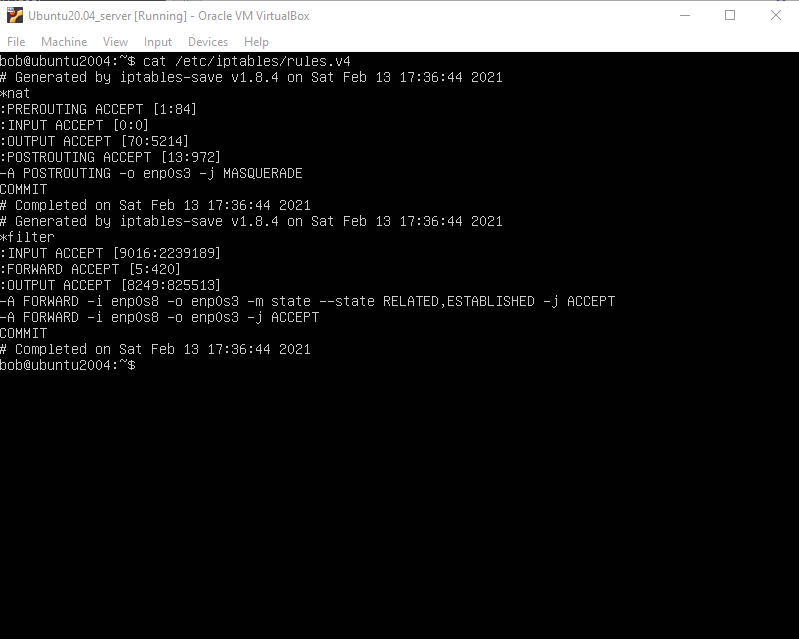 Ubuntu20.04_server [Running] - Oracle VM VirtualBox
File Machine View Input Devices Help
bob@ubuntu2004:~$ cat /etc/iptables/rules.v4
# Generated by iptables-save v1.8.4 on Sat Feb 13 17:36:44 2021
*nat
:PREROUTING ACCEPT [1:84]
:INPUT ACCEPT [0:0]
:OUTPUT ACCEPT [70:5214]
:POSTROUTING ACCEPT [13:972]
-A POSTROUTING -o enp0s3 -j MASQUERADE
COMMIT
# Completed on Sat Feb 13 17:36:44 2021
# Generated by iptables-save v1.8.4 on Sat Feb 13 17:36:44 2021
*filter
:INPUT ACCEPT [9016:2239189]
:FORWARD ACCEPT [5:420]
:OUTPUT ACCEPT [8249:825513]
-A FORWARD -i enp0s8 -o enp0s3 -m state --state RELATED,ESTABLISHED -j ACCEPT
-A FORWARD -i enp0s8 -o enp0s3 -j ACCEPT
COMMIT
# Completed on Sat Feb 13 17:36:44 2021
bob@ubuntu2004:~$